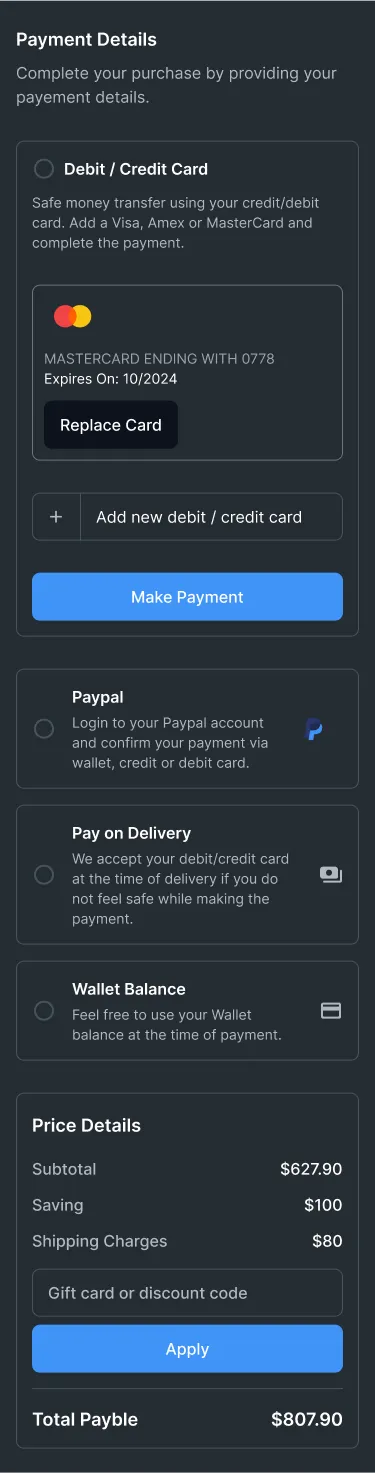 Payment Details
Complete your purchase by providing your
payement details.
Debit / Credit Card
Safe money transfer using your credit/debit
card. Add a Visa, Amex or MasterCard and
complete the payment.
MASTERCARD ENDING WITH 0778
Expires On: 10/2024
Replace Card
+ Add new debit / credit card
Make Payment
Paypal
Login to your Paypal account
and confirm your payment via
wallet, credit or debit card.
Pay on Delivery
We accept your debit/credit card
at the time of delivery if you do
not feel safe while making the
payment.
Wallet Balance
Feel free to use your Wallet
balance at the time of payment.
Price Details
Subtotal $627.90
Saving $100
Shipping Charges $80
Gift card or discount code
Apply
Total Payble $807.90